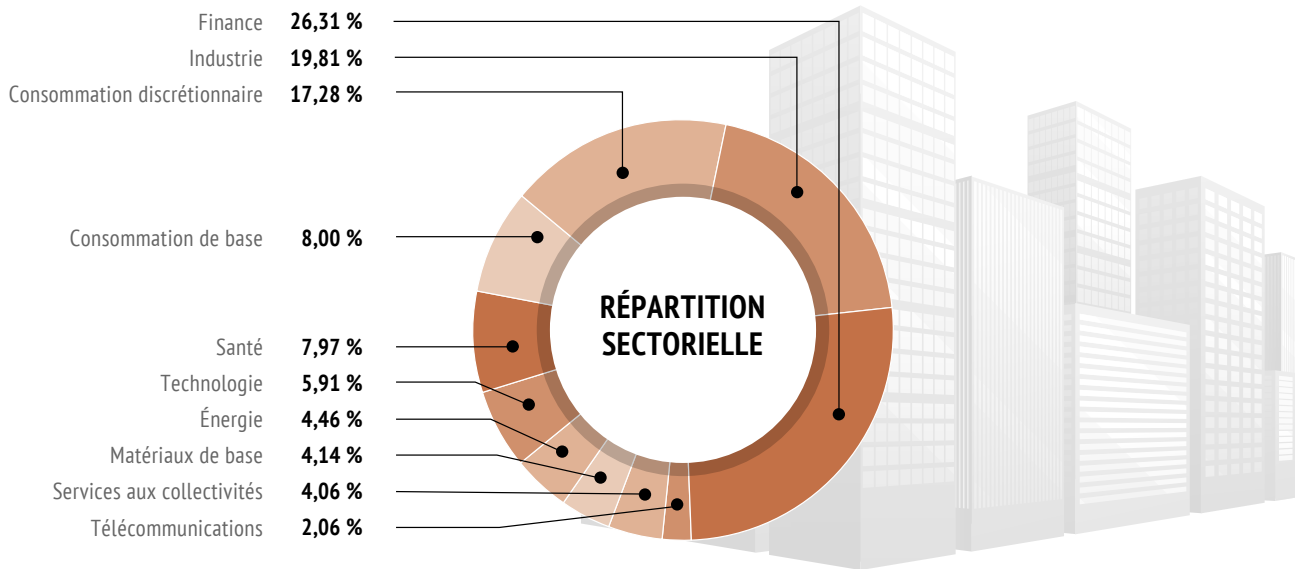 Finance 26,31 %
Industrie 19,81 %
Consommation discrétionnaire 17,28 %
Consommation de base 8,00 %
Santé 7,97 %
Technologie 5,91 %
Énergie 4,46 %
Matériaux de base 4,14 %
Services aux collectivités 4,06 %
Télécommunications 2,06 %
RÉPARTITION
SECTORIELLE